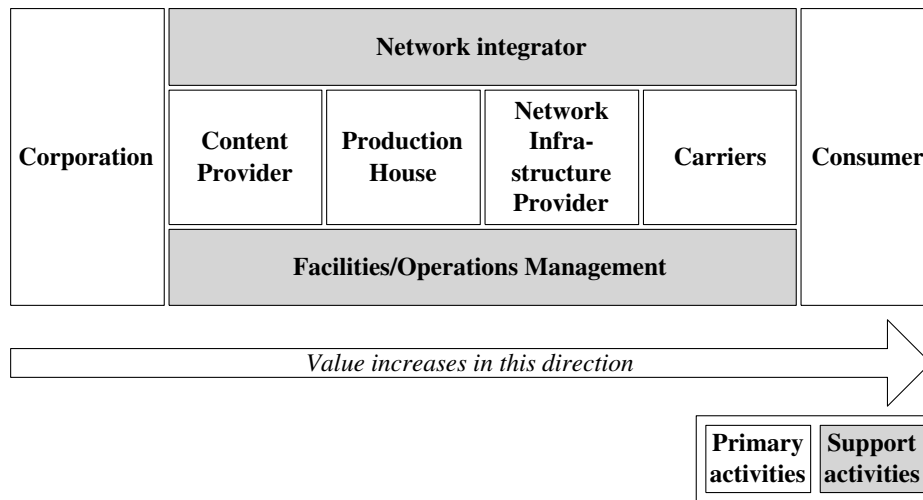 Network integrator
Corporation
Content
Provider
Production
House
Network
Infra-
structure
Provider
Carriers
Consumer
Facilities/Operations Management
Value increases in this direction
Primary
activities
Support
activities